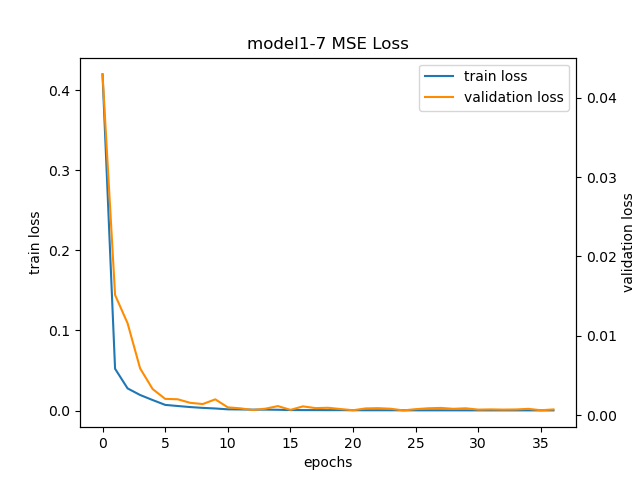 model1-7 MSE Loss
train loss
validation loss
0.4
0.3
0.2
0.1
0.0
train loss
0.04
0.03
0.02
0.01
0.00
validation loss
0 5 10 15 20 25 30 35
epochs